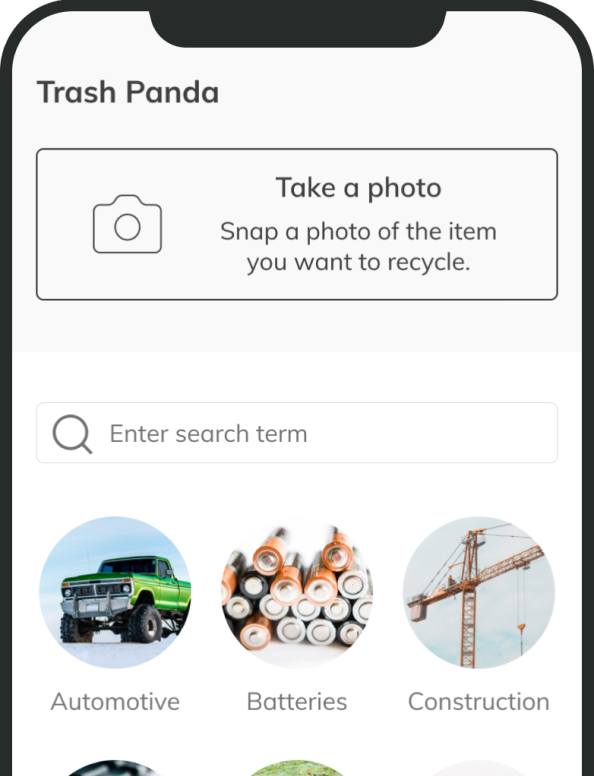 Trash Panda
Take a photo
Snap a photo of the item
you want to recycle.
Enter search term
Automotive
Batteries
Construction